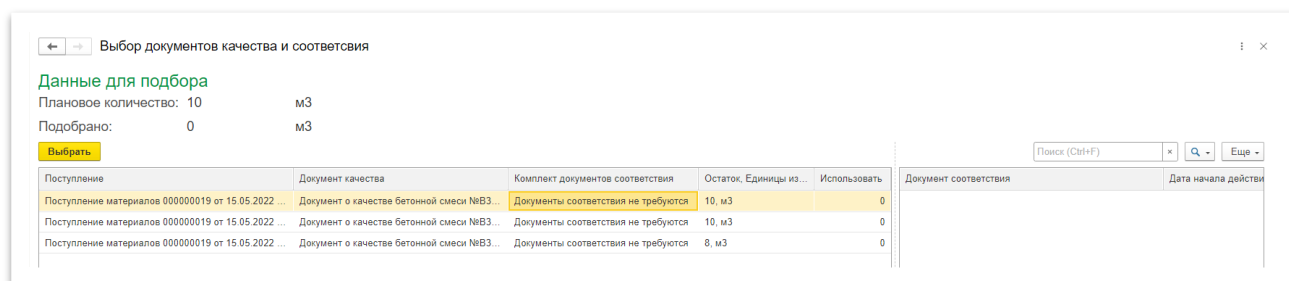 Выбор документов качества и соответсвия
Данные для подбора
Плановое количество: 10 м3
Подобрано: 0 м3
Выбрать
Поиск (Ctrl+F) × Еще
Поступление Документ качества Комплект документов соответствия Остаток, Единицы из... Использовать Документ соответствия Дата начала действи
Поступление материалов 000000019 от 15.05.2022 ... Документ о качестве бетонной смеси №В3... Документы соответствия не требуются 10, м3 0
Поступление материалов 000000019 от 15.05.2022 ... Документ о качестве бетонной смеси №В3... Документы соответствия не требуются 10, м3 0
Поступление материалов 000000019 от 15.05.2022 ... Документ о качестве бетонной смеси №В3... Документы соответствия не требуются 8, м3 0